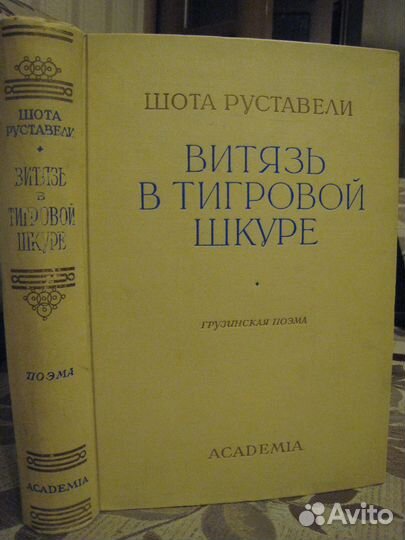 ШОТА
РУСТАВЕЛИ
ВИТЯЗЬ
В
ТИГРОВОЙ
ШКУРЕ
ПОЭМА
ACADEMIA
ШОТА РУСТАВЕЛИ
ВИТЯЗЬ
В ТИГРОВОЙ
ШКУРЕ
ГРУЗИНСКАЯ ПОЭМА
ACADEMIA
Avito